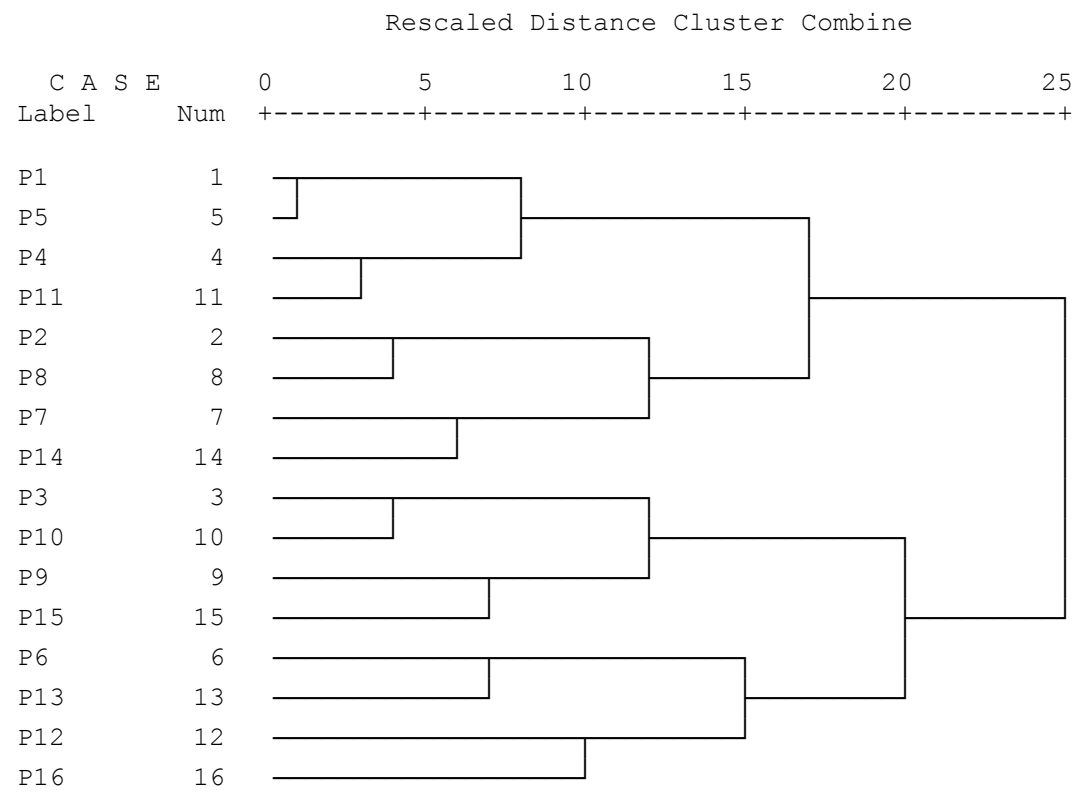 Rescaled Distance Cluster Combine
C A S E 0 5 10 15 20 25
Label Num +---------+---------+---------+---------+---------+
P1 1
P5 5
P4 4
P11 11
P2 2
P8 8
P7 7
P14 14
P3 3
P10 10
P9 9
P15 15
P6 6
P13 13
P12 12
P16 16